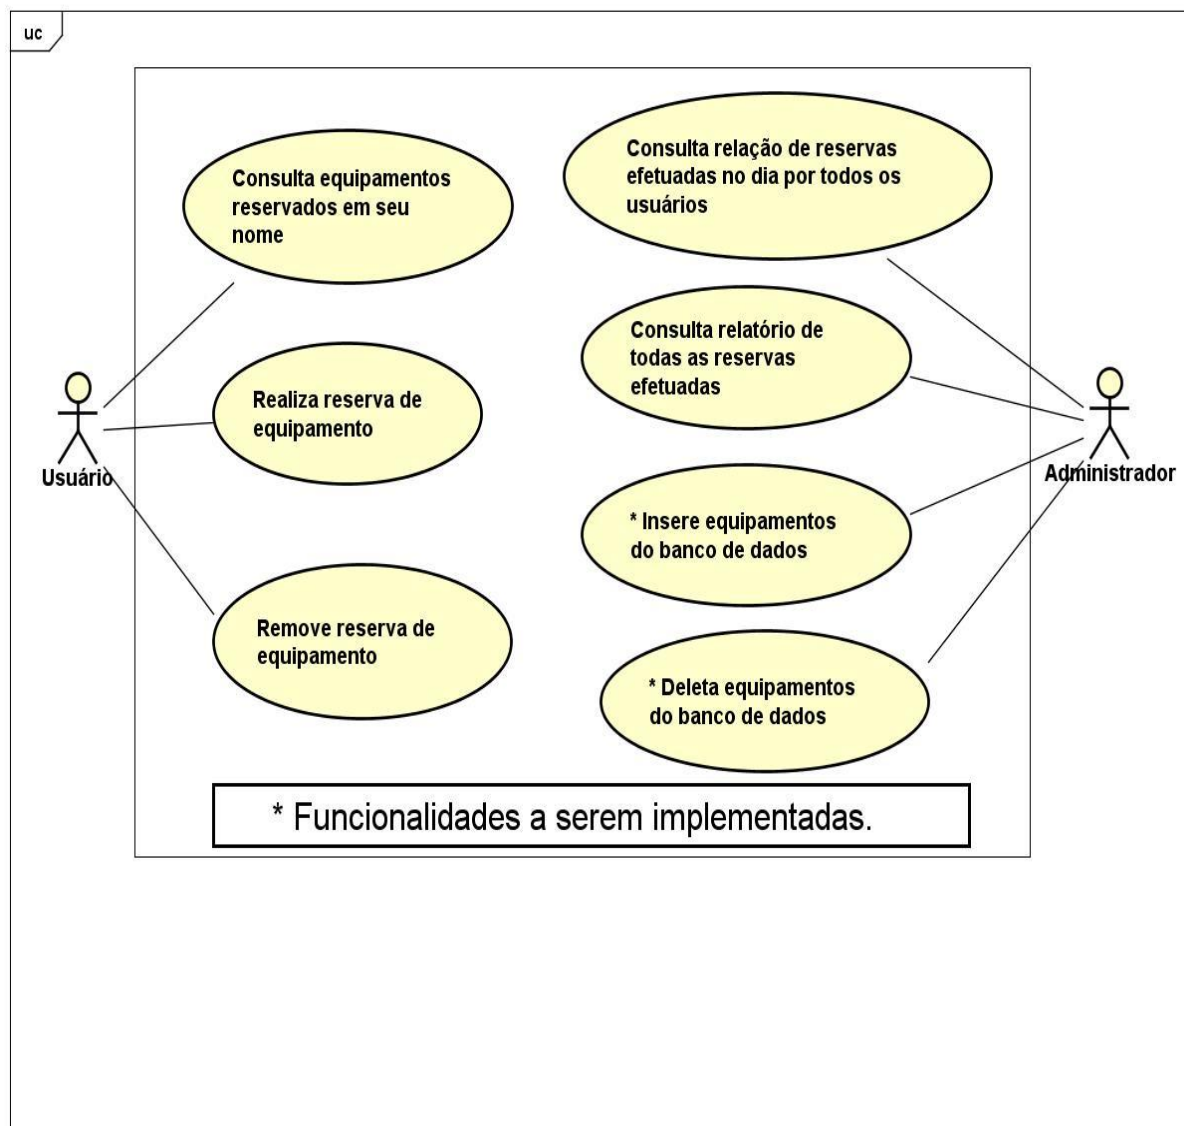 uc
Consulta equipamentos
reservados em seu
nome
Consulta relação de reservas
efetuadas no dia por todos os
usuários
Realiza reserva de
equipamento
Consulta relatório de
todas as reservas
efetuadas
Usuário
Administrador
* Insere equipamentos
do banco de dados
Remove reserva de
equipamento
* Deleta equipamentos
do banco de dados
* Funcionalidades a serem implementadas.